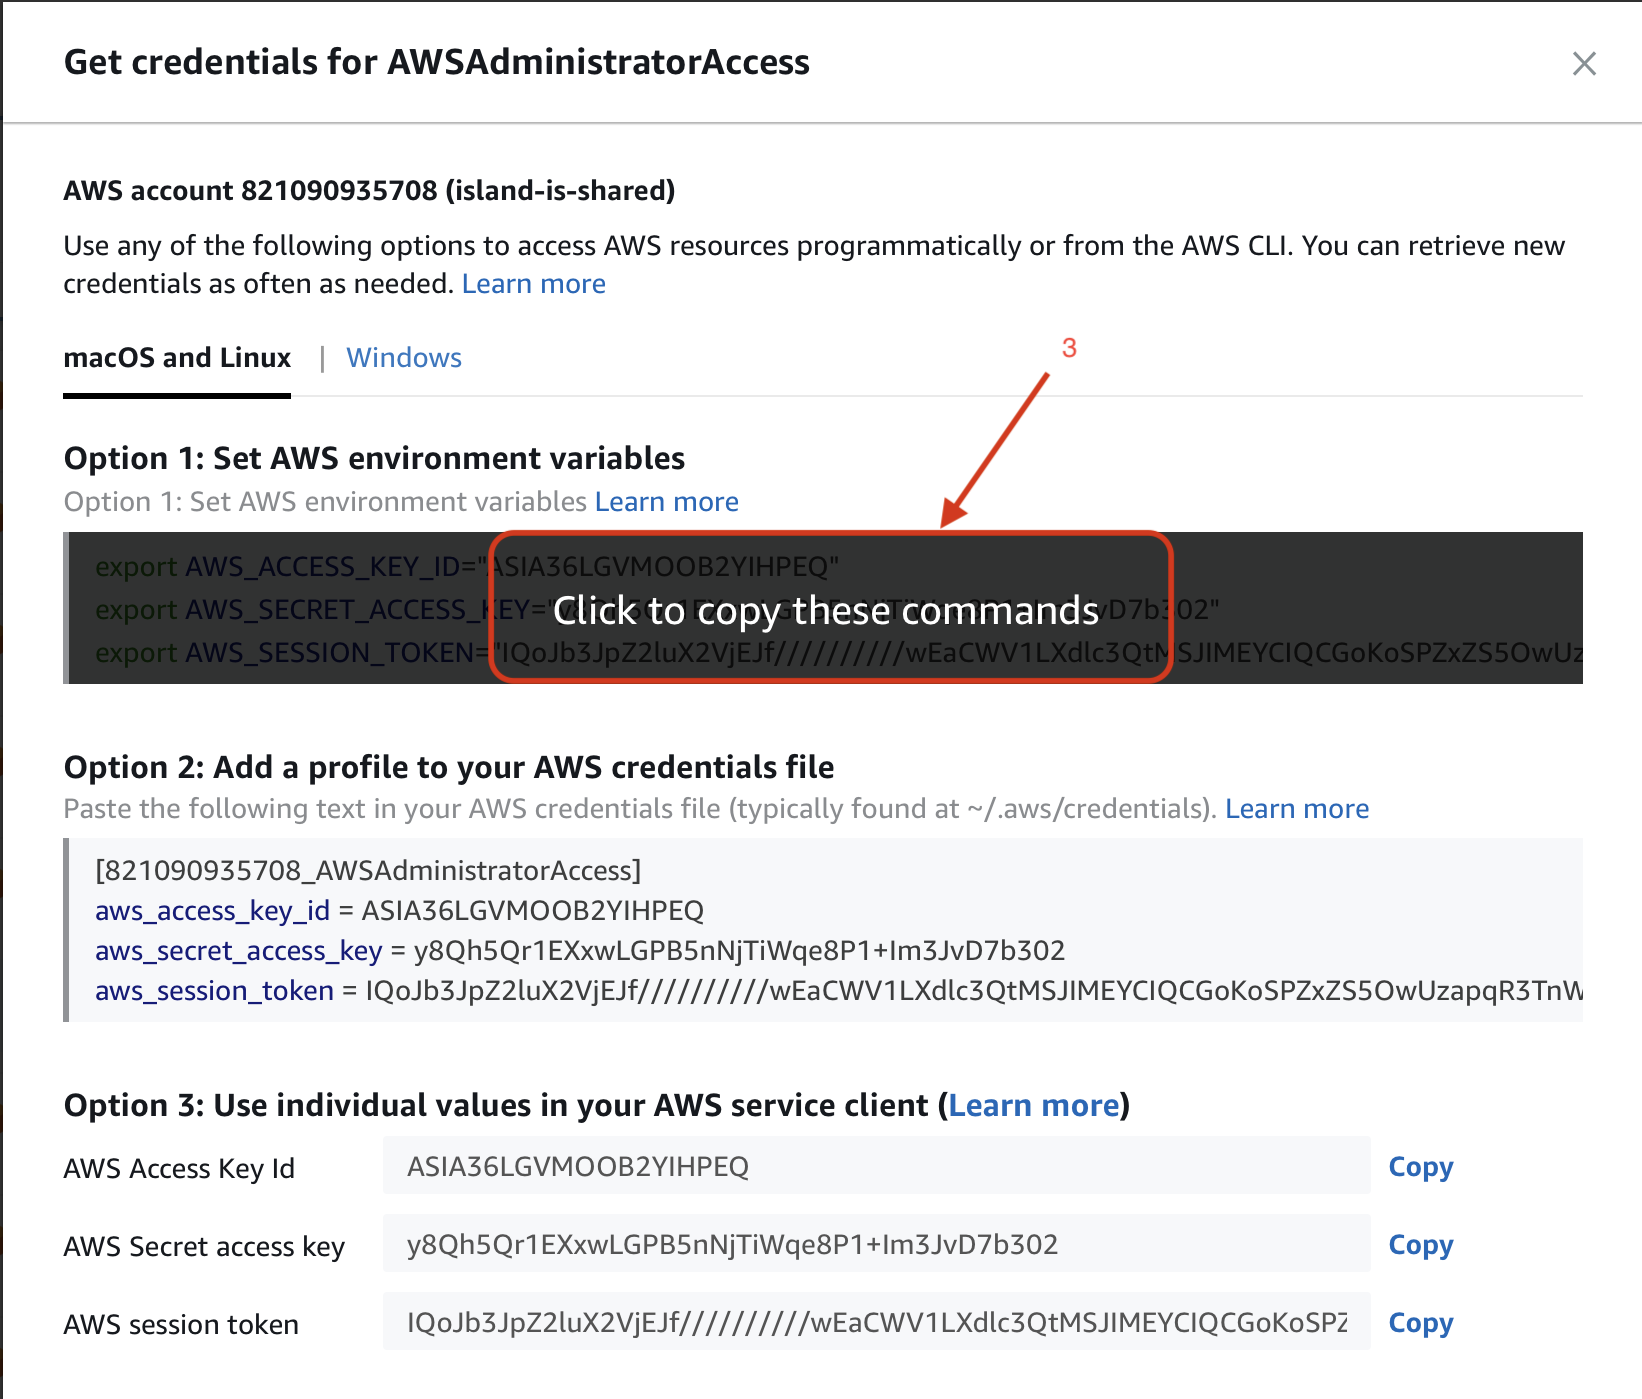 Get credentials for AWSAdministratorAccess
AWS account 821090935708 (island-is-shared)
Use any of the following options to access AWS resources programmatically or from the AWS CLI. You can retrieve new
credentials as often as needed. Learn more
macOS and Linux | Windows
3
Option 1: Set AWS environment variables
Option 1: Set AWS environment variables Learn more
export AWS_ACCESS_KEY_ID="ASIA36LGVMOOB2YIHPEQ"
export AWS_SECRET_ACCESS_KEY=
Click to copy these commands
export AWS_SESSION_TOKEN="IQoJb3JpZ2luX2VjEJf//////////wEaCWV1LXdlc3QtMSJIMEYCIQCGoKoSPZxZS5OwUz
Option 2: Add a profile to your AWS credentials file
Paste the following text in your AWS credentials file (typically found at ~/.aws/credentials). Learn more
[821090935708_AWSAdministratorAccess]
aws_access_key_id = ASIA36LGVMOOB2YIHPEQ
aws_secret_access_key = y8Qh5Qr1EXxwLGPB5nNjTiWqe8P1+Im3JvD7b302
aws_session_token = IQoJb3JpZ2luX2VjEJf//////////wEaCWV1LXdlc3QtMSJIMEYCIQCGoKoSPZxZS5OwUzapqR3TnW
Option 3: Use individual values in your AWS service client (Learn more)
AWS Access Key Id ASIA36LGVMOOB2YIHPEQ Copy
AWS Secret access key y8Qh5Qr1EXxwLGPB5nNjTiWqe8P1+Im3JvD7b302 Copy
AWS session token IQoJb3JpZ2luX2VjEJf//////////wEaCWV1LXdlc3QtMSJIMEYCIQCGoKoSPZ Copy